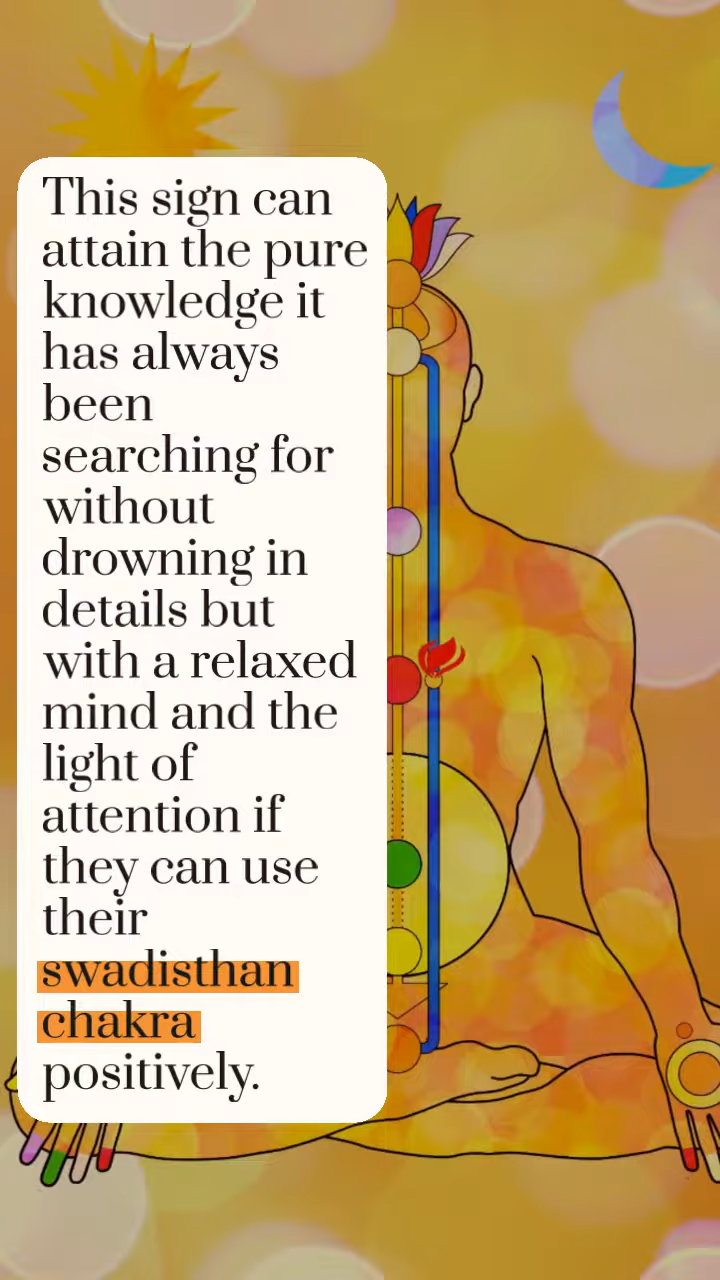 This sign can
attain the pure
knowledge it
has always
been
searching for
without
drowning in
details but
with a relaxed
mind and the
light of
attention if
they can use
their
swadisthan
chakra
positively.